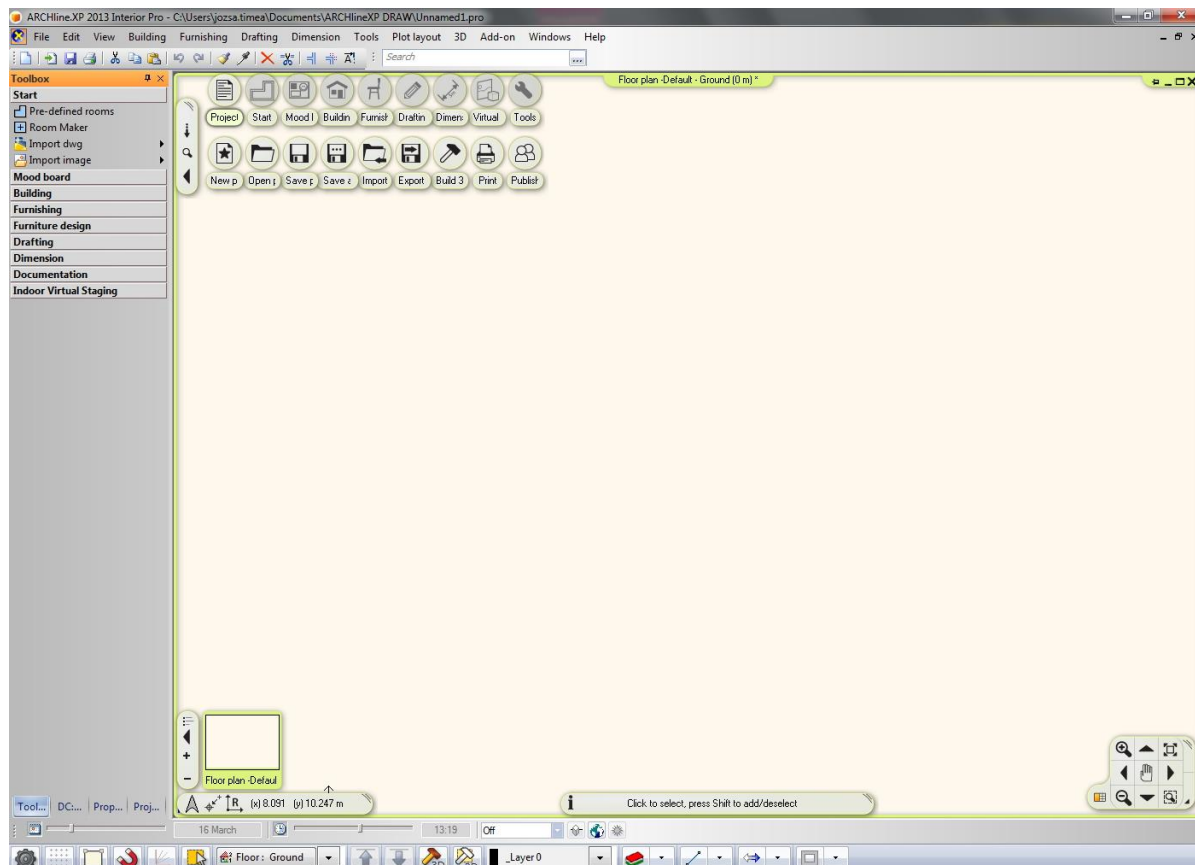 ARCHline.XP 2013 Interior Pro - C:\Users\jozsa.timea\Documents\ARCHlineXP DRAW\Unnamed1.pro
File Edit View Building Furnishing Drafting Dimension Tools Plot layout 3D Add-on Windows Help
Search ...
Toolbox
Start
Pre-defined rooms
Room Maker
Import dwg
Import image
Mood board
Building
Furnishing
Furniture design
Drafting
Dimension
Documentation
Indoor Virtual Staging
Floor plan -Default - Ground (0 m) *
Project Start Mood Buildin Furnist Draftin Dimen: Virtual Tools
New p Open Save Save a Import Export Build 3 Print Publish
Floor plan -Defaul
Tool... DC:... Prop... Proj...
R (x) 8.091 (y) 10.247 m
i Click to select, press Shift to add/deselect
16 March 13:19 Off
Floor: Ground 3D _Layer 0